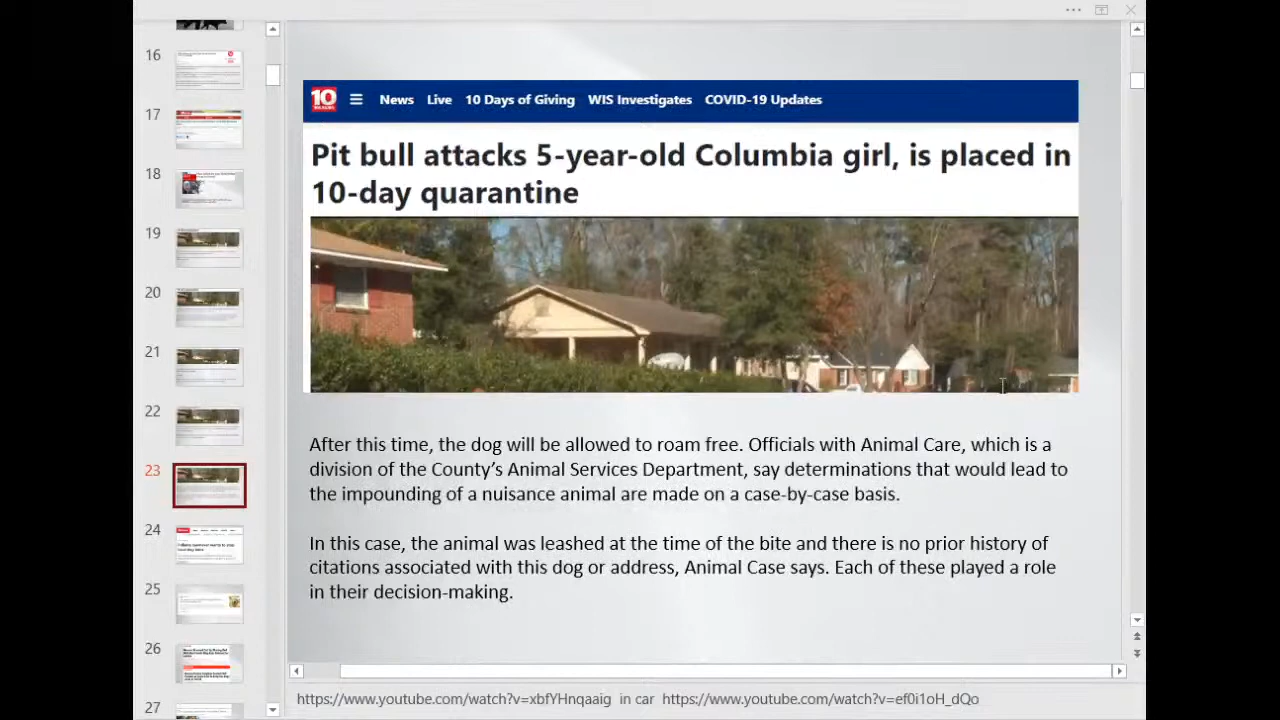 16
17
18
19
20
21
22
23
24
25
26
27
10
News Live 10 Days of Giving WIS Investigates COVID-19 Updates
Pit bull attacks 5-year-old Columbia girl, is placed in
10-day quarantine
After this time, the dog will be allowed to roam free. Officials with Animal Care, which is a
division of the County’s Animal Services Department, say determinations that would lead to
the impounding of a nuisance animal are made on a case-by-case basis.
In this case, the animal was leashed at the time of the bite and there is no prior history of
citations associated with this dog or address, Animal Case says. Each of these played a role
in their decision-making.
https://www.youtube.com/watch?v=xbfYHnqaaig in car https://www.youtube.com/watch?v=ef0i1oH_dQo